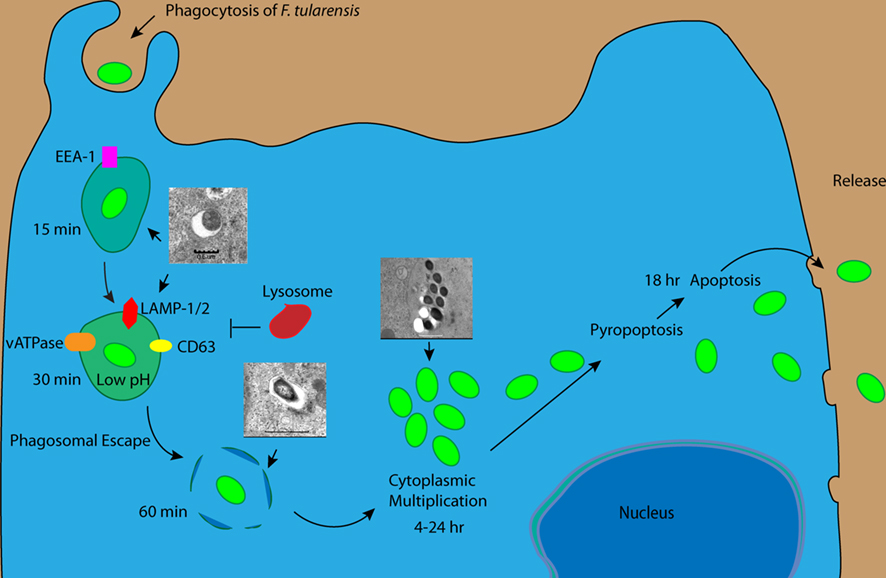 Phagocytosis of F. tularensis
EEA-1
15 min
LAMP-1/2
vATPase
CD63
30 min
Low pH
Lysosome
Phagosomal Escape
60 min
Cytoplasmic
Multiplication
4-24 hr
Pyropoptosis
18 hr Apoptosis
Release
Nucleus